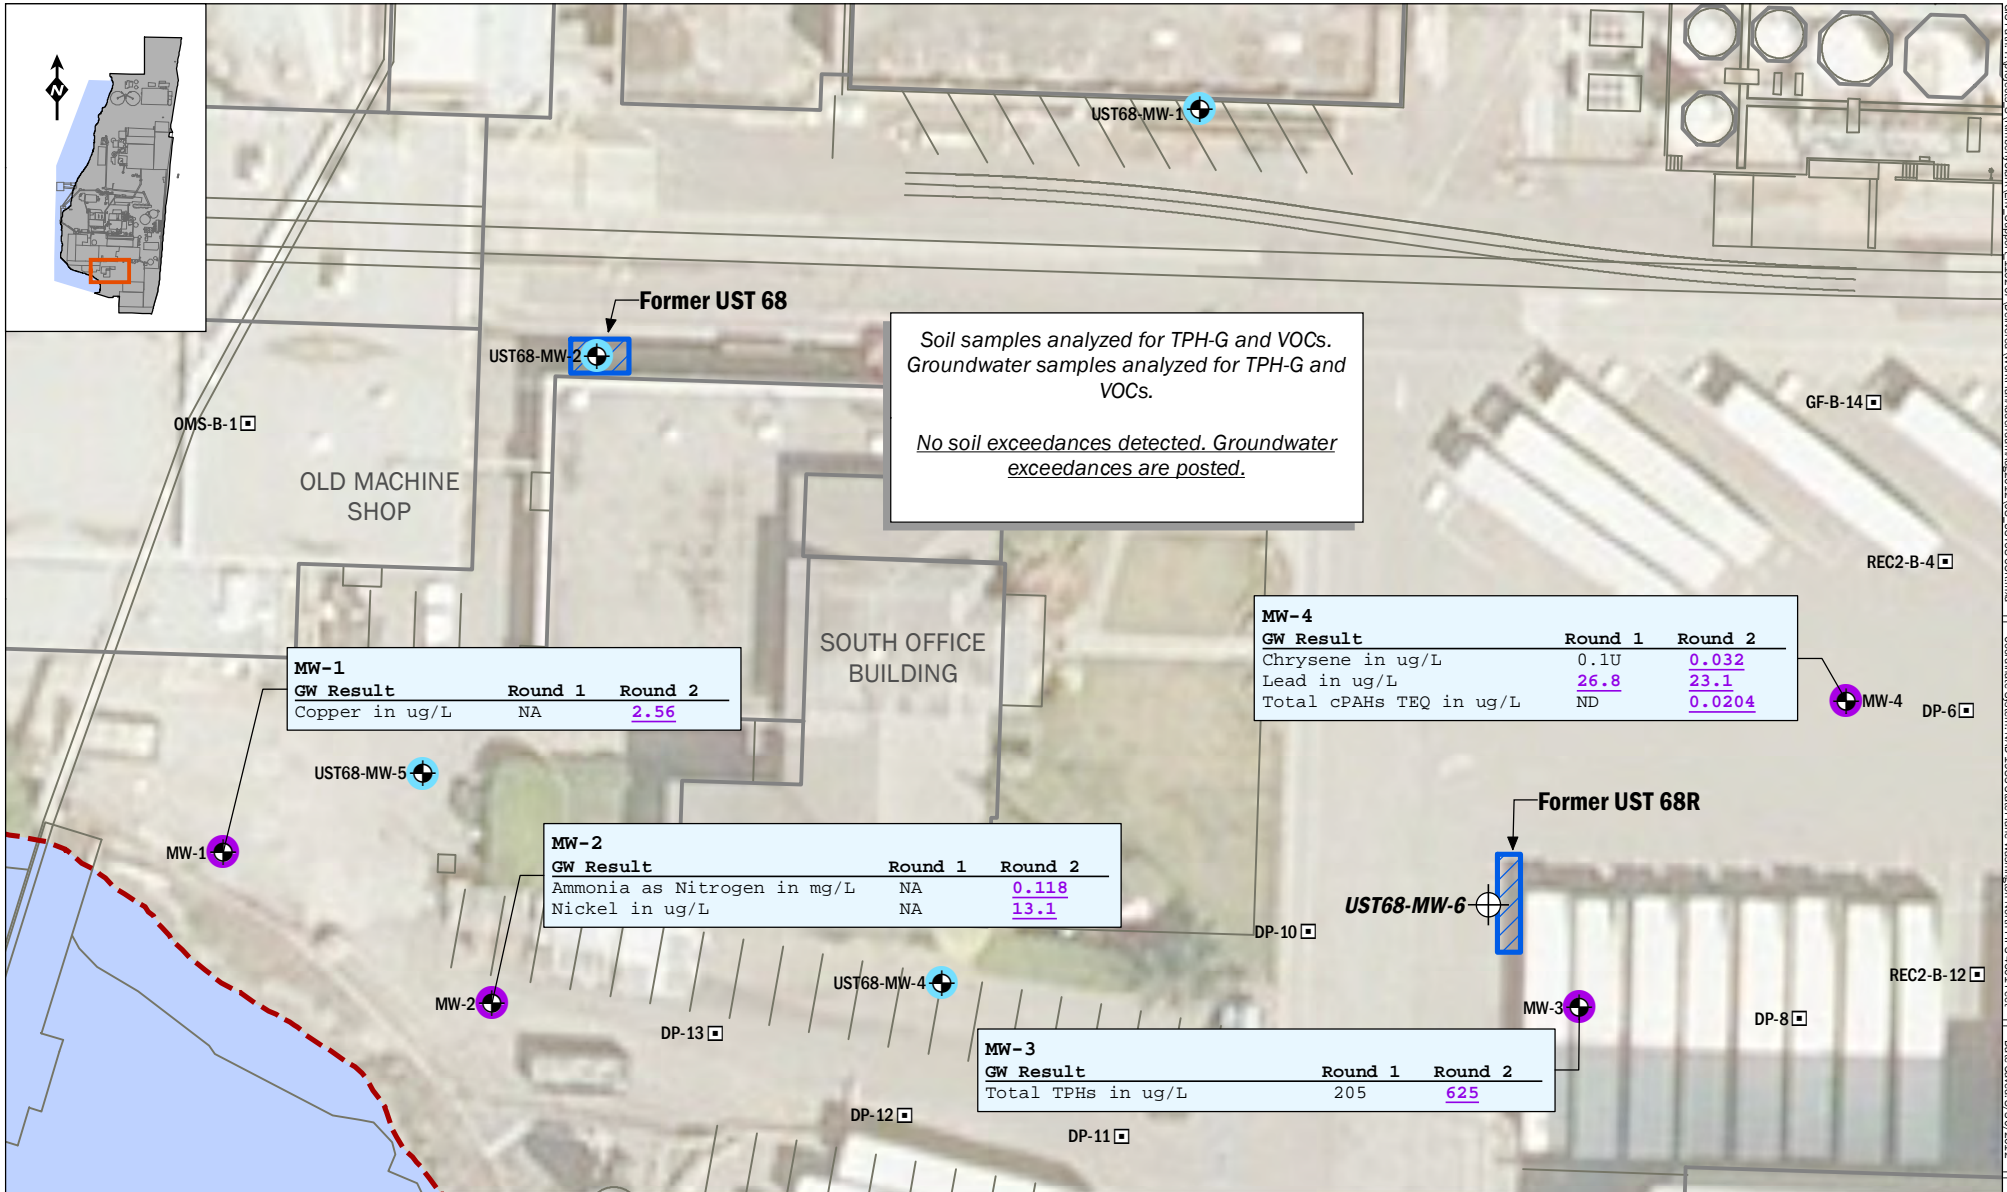 N
UST68-MW-1
Former UST 68
UST68-MW-2
Soil samples analyzed for TPH-G and VOCs.
Groundwater samples analyzed for TPH-G and
VOCs.
No soil exceedances detected. Groundwater
exceedances are posted.
GF-B-14
OMS-B-1
OLD MACHINE
SHOP
REC2-B-4
SOUTH OFFICE
BUILDING
MW-4
GW Result Round 1 Round 2
Chrysene in ug/L 0.1U 0.032
Lead in ug/L 26.8 23.1
Total cPAHs TEQ in ug/L ND 0.0204
MW-4
DP-6
MW-1
GW Result Round 1 Round 2
Copper in ug/L NA 2.56
UST68-MW-5
Former UST 68R
MW-1
MW-2
GW Result Round 1 Round 2
Ammonia as Nitrogen in mg/L NA 0.118
Nickel in ug/L NA 13.1
UST68-MW-6
DP-10
REC2-B-12
UST68-MW-4
MW-2
MW-3
DP-8
DP-13
MW-3
GW Result Round 1 Round 2
Total TPHs in ug/L 205 625
DP-12
DP-11